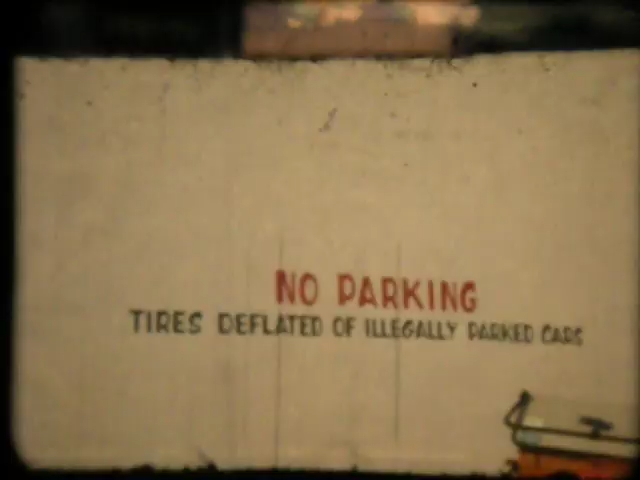 NO PARKING
TIRES DEFLATED OF ILLEGALLY PARKED CARS